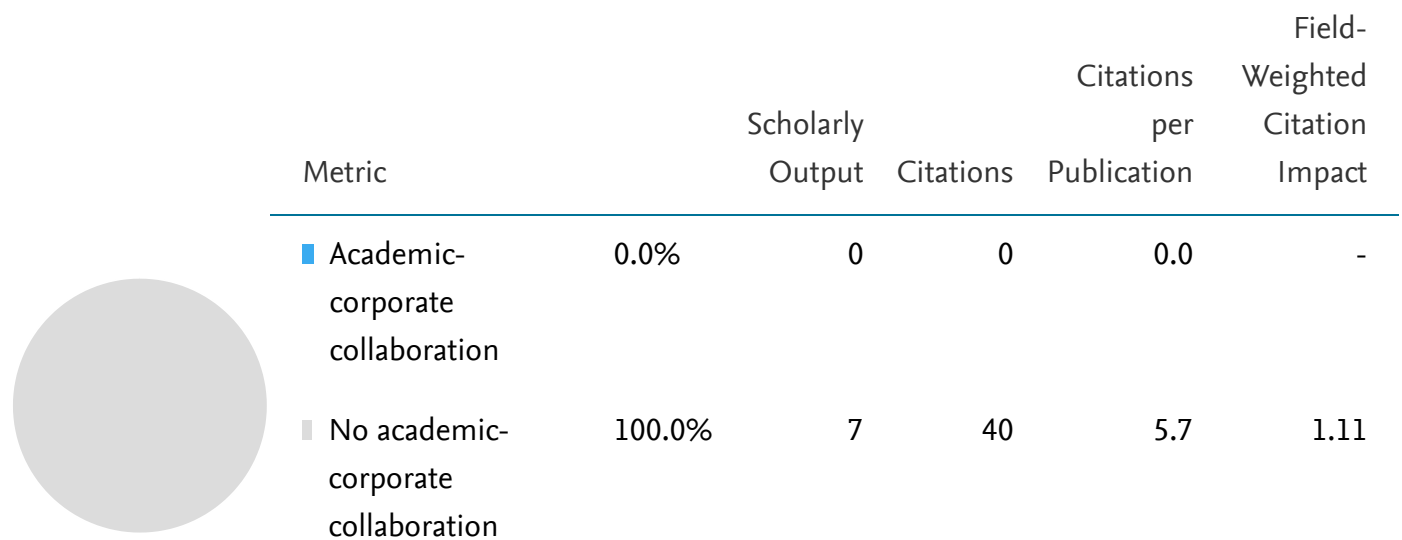 Field-
Citations Weighted
Scholarly per Citation
Metric Output Citations Publication Impact
Academic- 0.0% 0 0 0.0 -
corporate
collaboration
No academic- 100.0% 7 40 5.7 1.11
corporate
collaboration